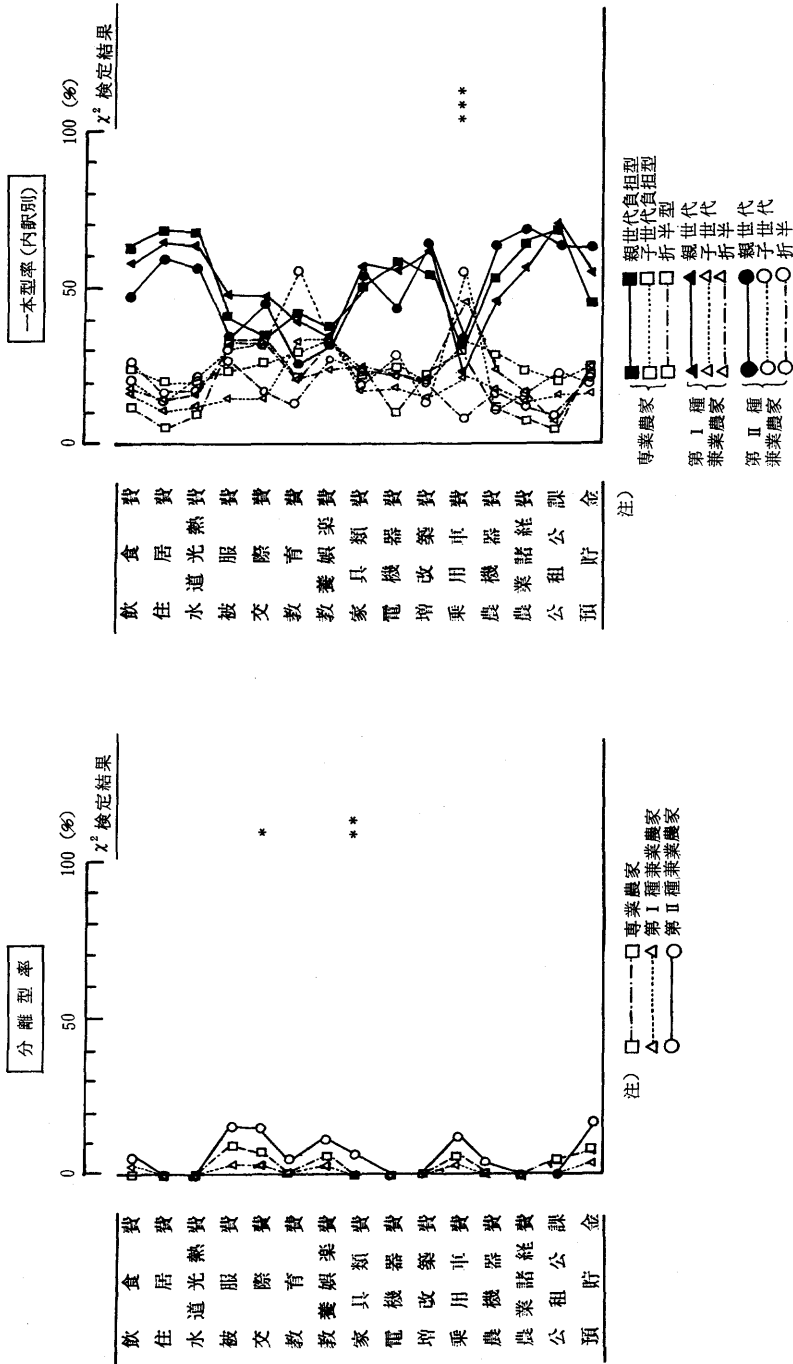 分離型率
0 50 100 (%)
χ² 検定結果
飲食費
住居費
水道光熱費
被服費
交際費
*
教育費
教養娯楽費
家具類費
**
電機器費
増改築費
乗用車費
農機器費
農業諸経費
公租公課
預貯金
注)
専業農家
第Ⅰ種兼業農家
第Ⅱ種兼業農家
一本型率(内訳別)
0 50 100 (%)
χ² 検定結果
飲食費
住居費
水道光熱費
被服費
交際費
教育費
教養娯楽費
家具類費
電機器費
増改築費
乗用車費
***
農機器費
農業諸経費
公租公課
預貯金
注)
専業農家
親世代負担型
子世代負担型
折半型
第Ⅰ種
兼業農家
親世代
子世代
折半
第Ⅱ種
兼業農家
親世代
子世代
折半